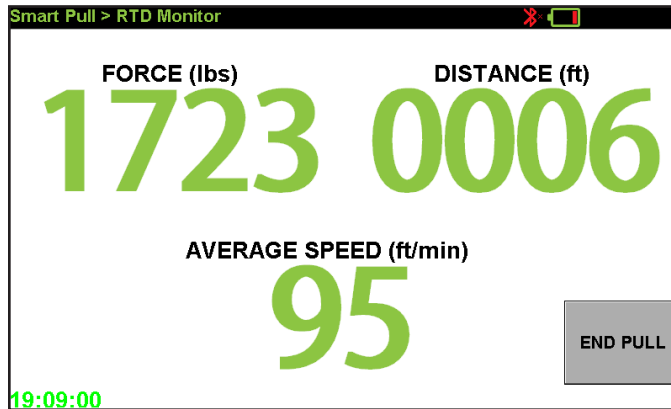 Smart Pull > RTD Monitor
FORCE (lbs) DISTANCE (ft)
1723 0006
AVERAGE SPEED (ft/min)
95
END PULL
19:09:00